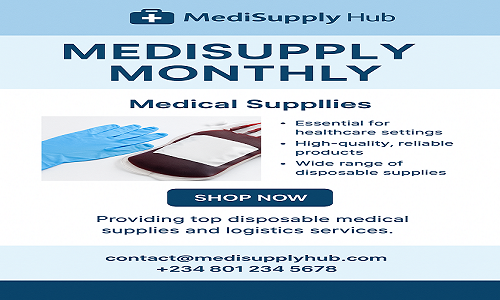 MediSupply Hub
MEDISUPPLY
MONTHLY
Medical Suppllies
• Essential for
healthcare settings
• High-quality, reliable
products
• Wide range of
disposable supplies
SHOP NOW
Providing top disposable medical
supplies and logistics services.
contact@medisupplyhub.com
+234 801 234 5678